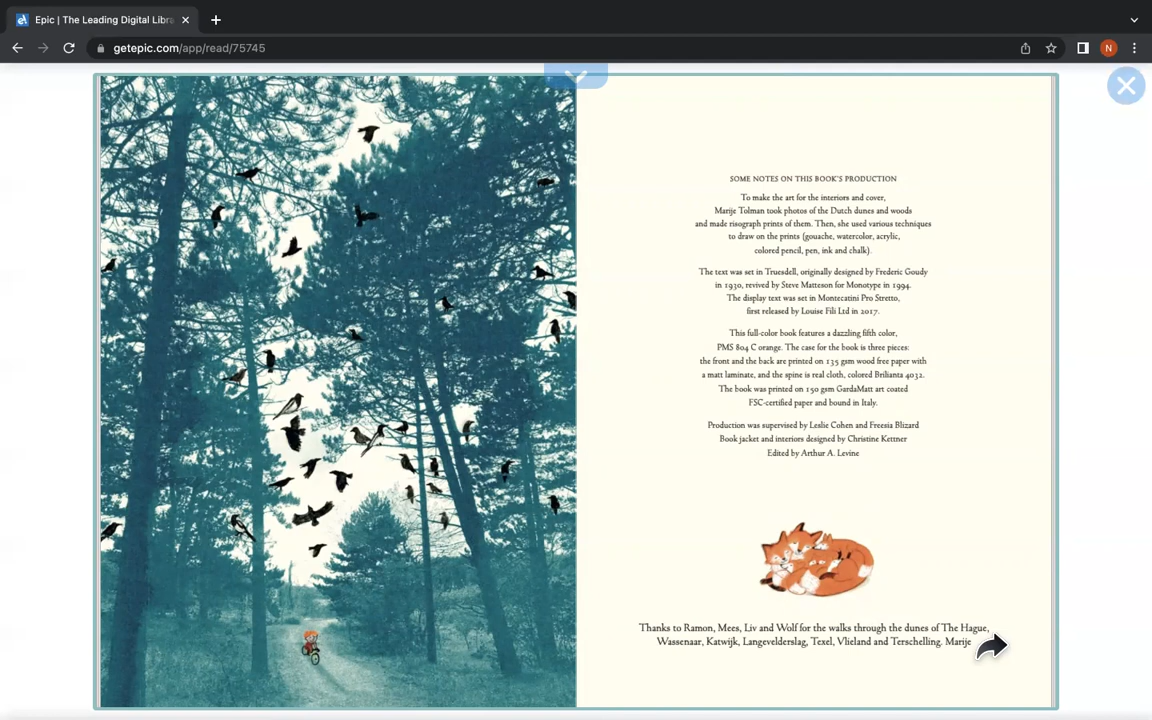 Epic | The Leading Digital Libra
getepic.com/app/read/75745
N
SOME NOTES ON THIS BOOK'S PRODUCTION
To make the art for the interiors and cover,
Marije Tolman took photos of the Dutch dunes and woods
and made risograph prints of them. Then, she used various techniques
to draw on the prints (gouache, watercolor, acrylic,
colored pencil, pen, ink and chalk).
The text was set in Truesdell, originally designed by Frederic Goudy
in 1930, revived by Steve Matteson for Monotype in 1994.
The display text was set in Montecatini Pro Stretto,
first released by Louise Fili Ltd in 2017.
This full-color book features a dazzling fifth color,
PMS 804 C orange. The case for the book is three pieces:
the front and the back are printed on 135 gsm wood free paper with
a matt laminate, and the spine is real cloth, colored Brilianta 4032.
The book was printed on 150 gsm GardaMatt art coated
FSC-certified paper and bound in Italy.
Production was supervised by Leslie Cohen and Freesia Blizard
Book jacket and interiors designed by Christine Kettner
Edited by Arthur A. Levine
Thanks to Ramon, Mees, Liv and Wolf for the walks through the dunes of The Hague,
Wassenaar, Katwijk, Langevelderslag, Texel, Vlieland and Terschelling. Marije